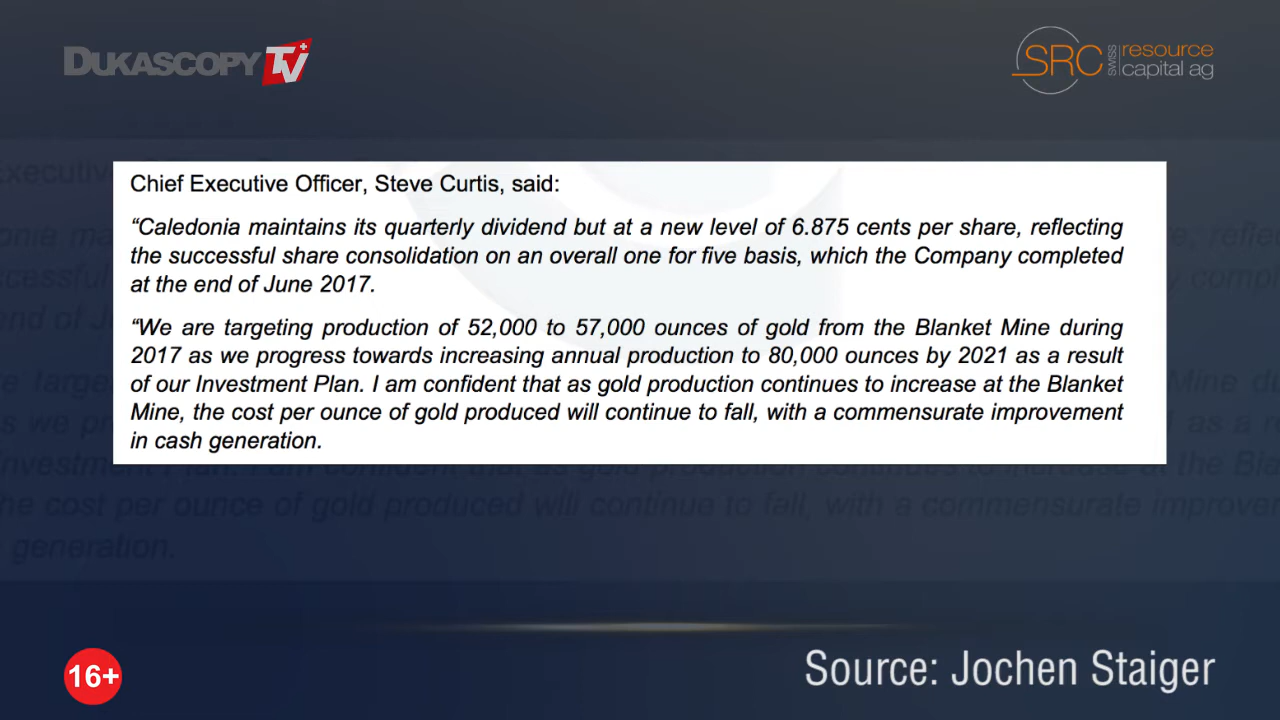 DUKASCOPY TV
SRC SWISS resource capital ag
Chief Executive Officer, Steve Curtis, said:
“Caledonia maintains its quarterly dividend but at a new level of 6.875 cents per share, reflecting
the successful share consolidation on an overall one for five basis, which the Company completed
at the end of June 2017.
“We are targeting production of 52,000 to 57,000 ounces of gold from the Blanket Mine during
2017 as we progress towards increasing annual production to 80,000 ounces by 2021 as a result
of our Investment Plan. I am confident that as gold production continues to increase at the Blanket
Mine, the cost per ounce of gold produced will continue to fall, with a commensurate improvement
in cash generation.
16+
Source: Jochen Staiger